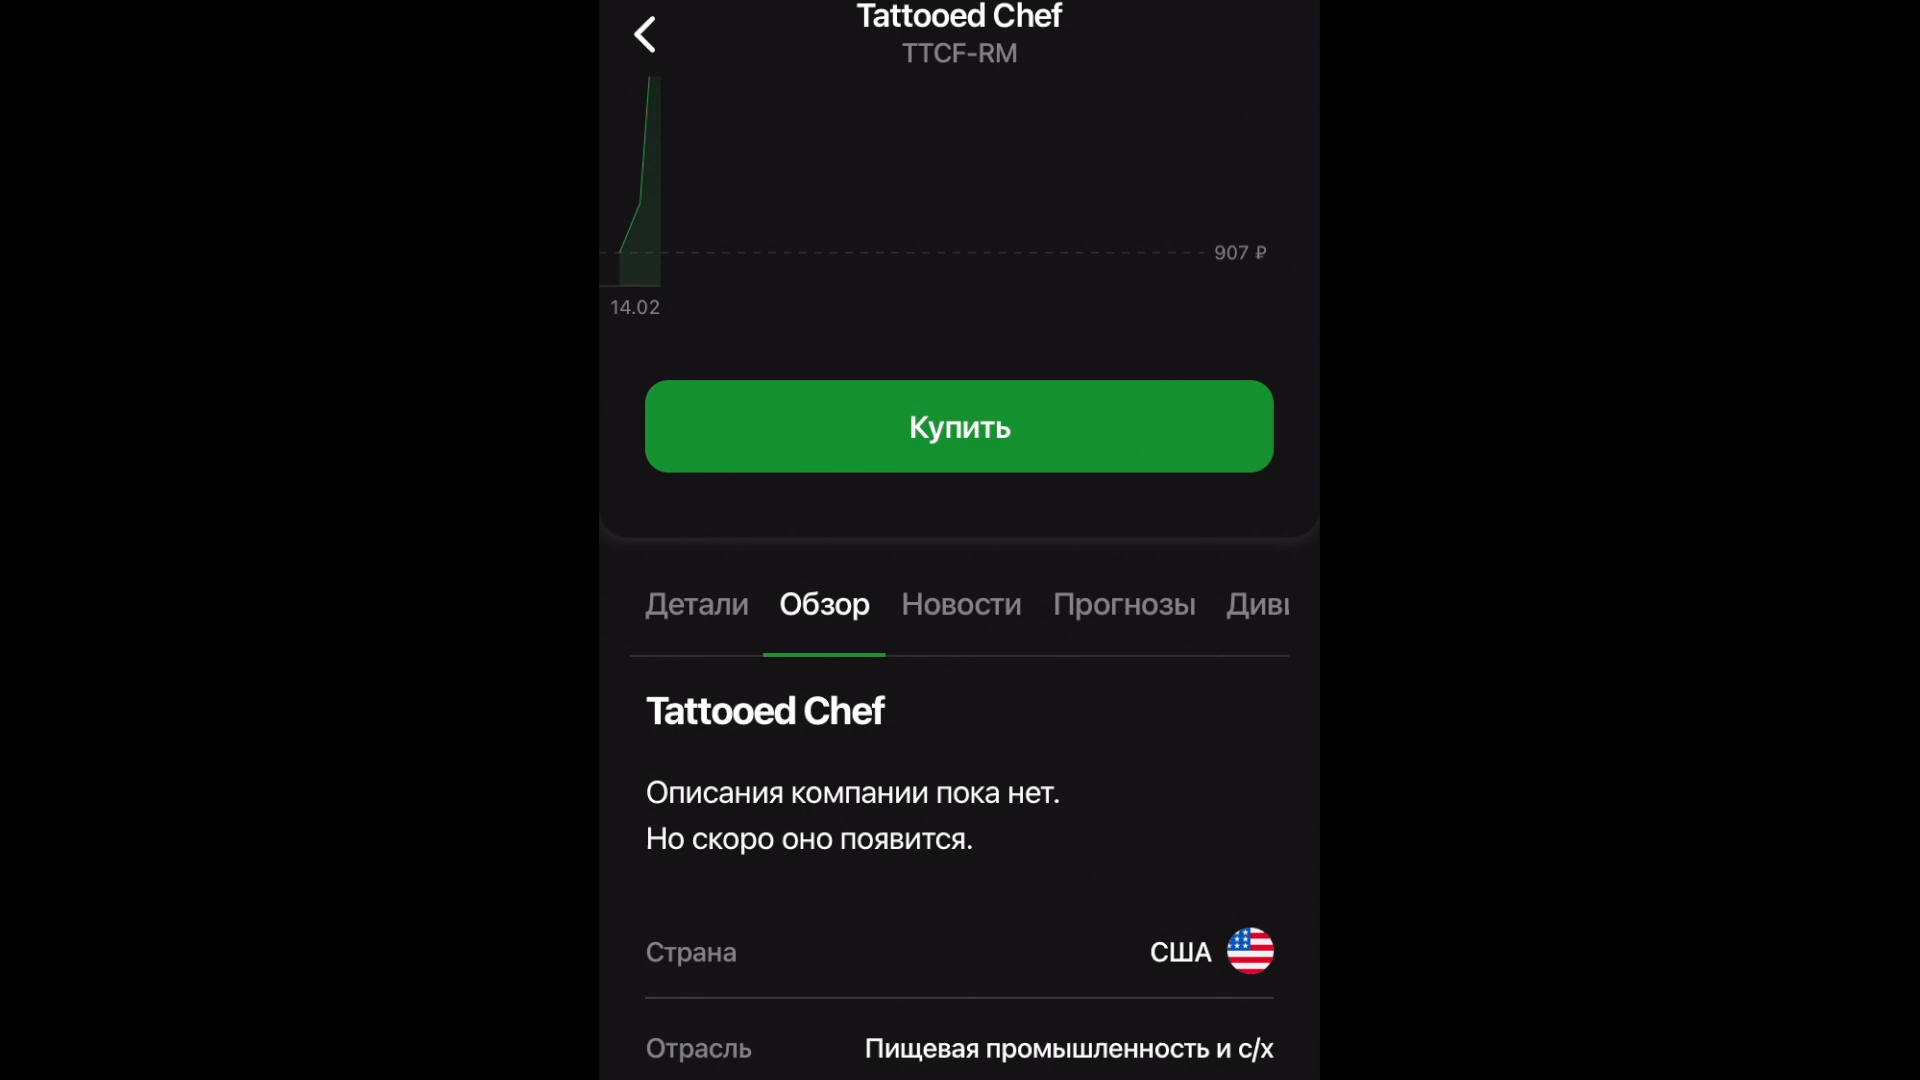 Tattooed Chef
TTCF-RM
907 ₽
14.02
Купить
Детали Обзор Новости Прогнозы
Tattooed Chef
Описания компании пока нет.
Но скоро оно появится.
Страна США
Отрасль Пищевая промышленность и с/х